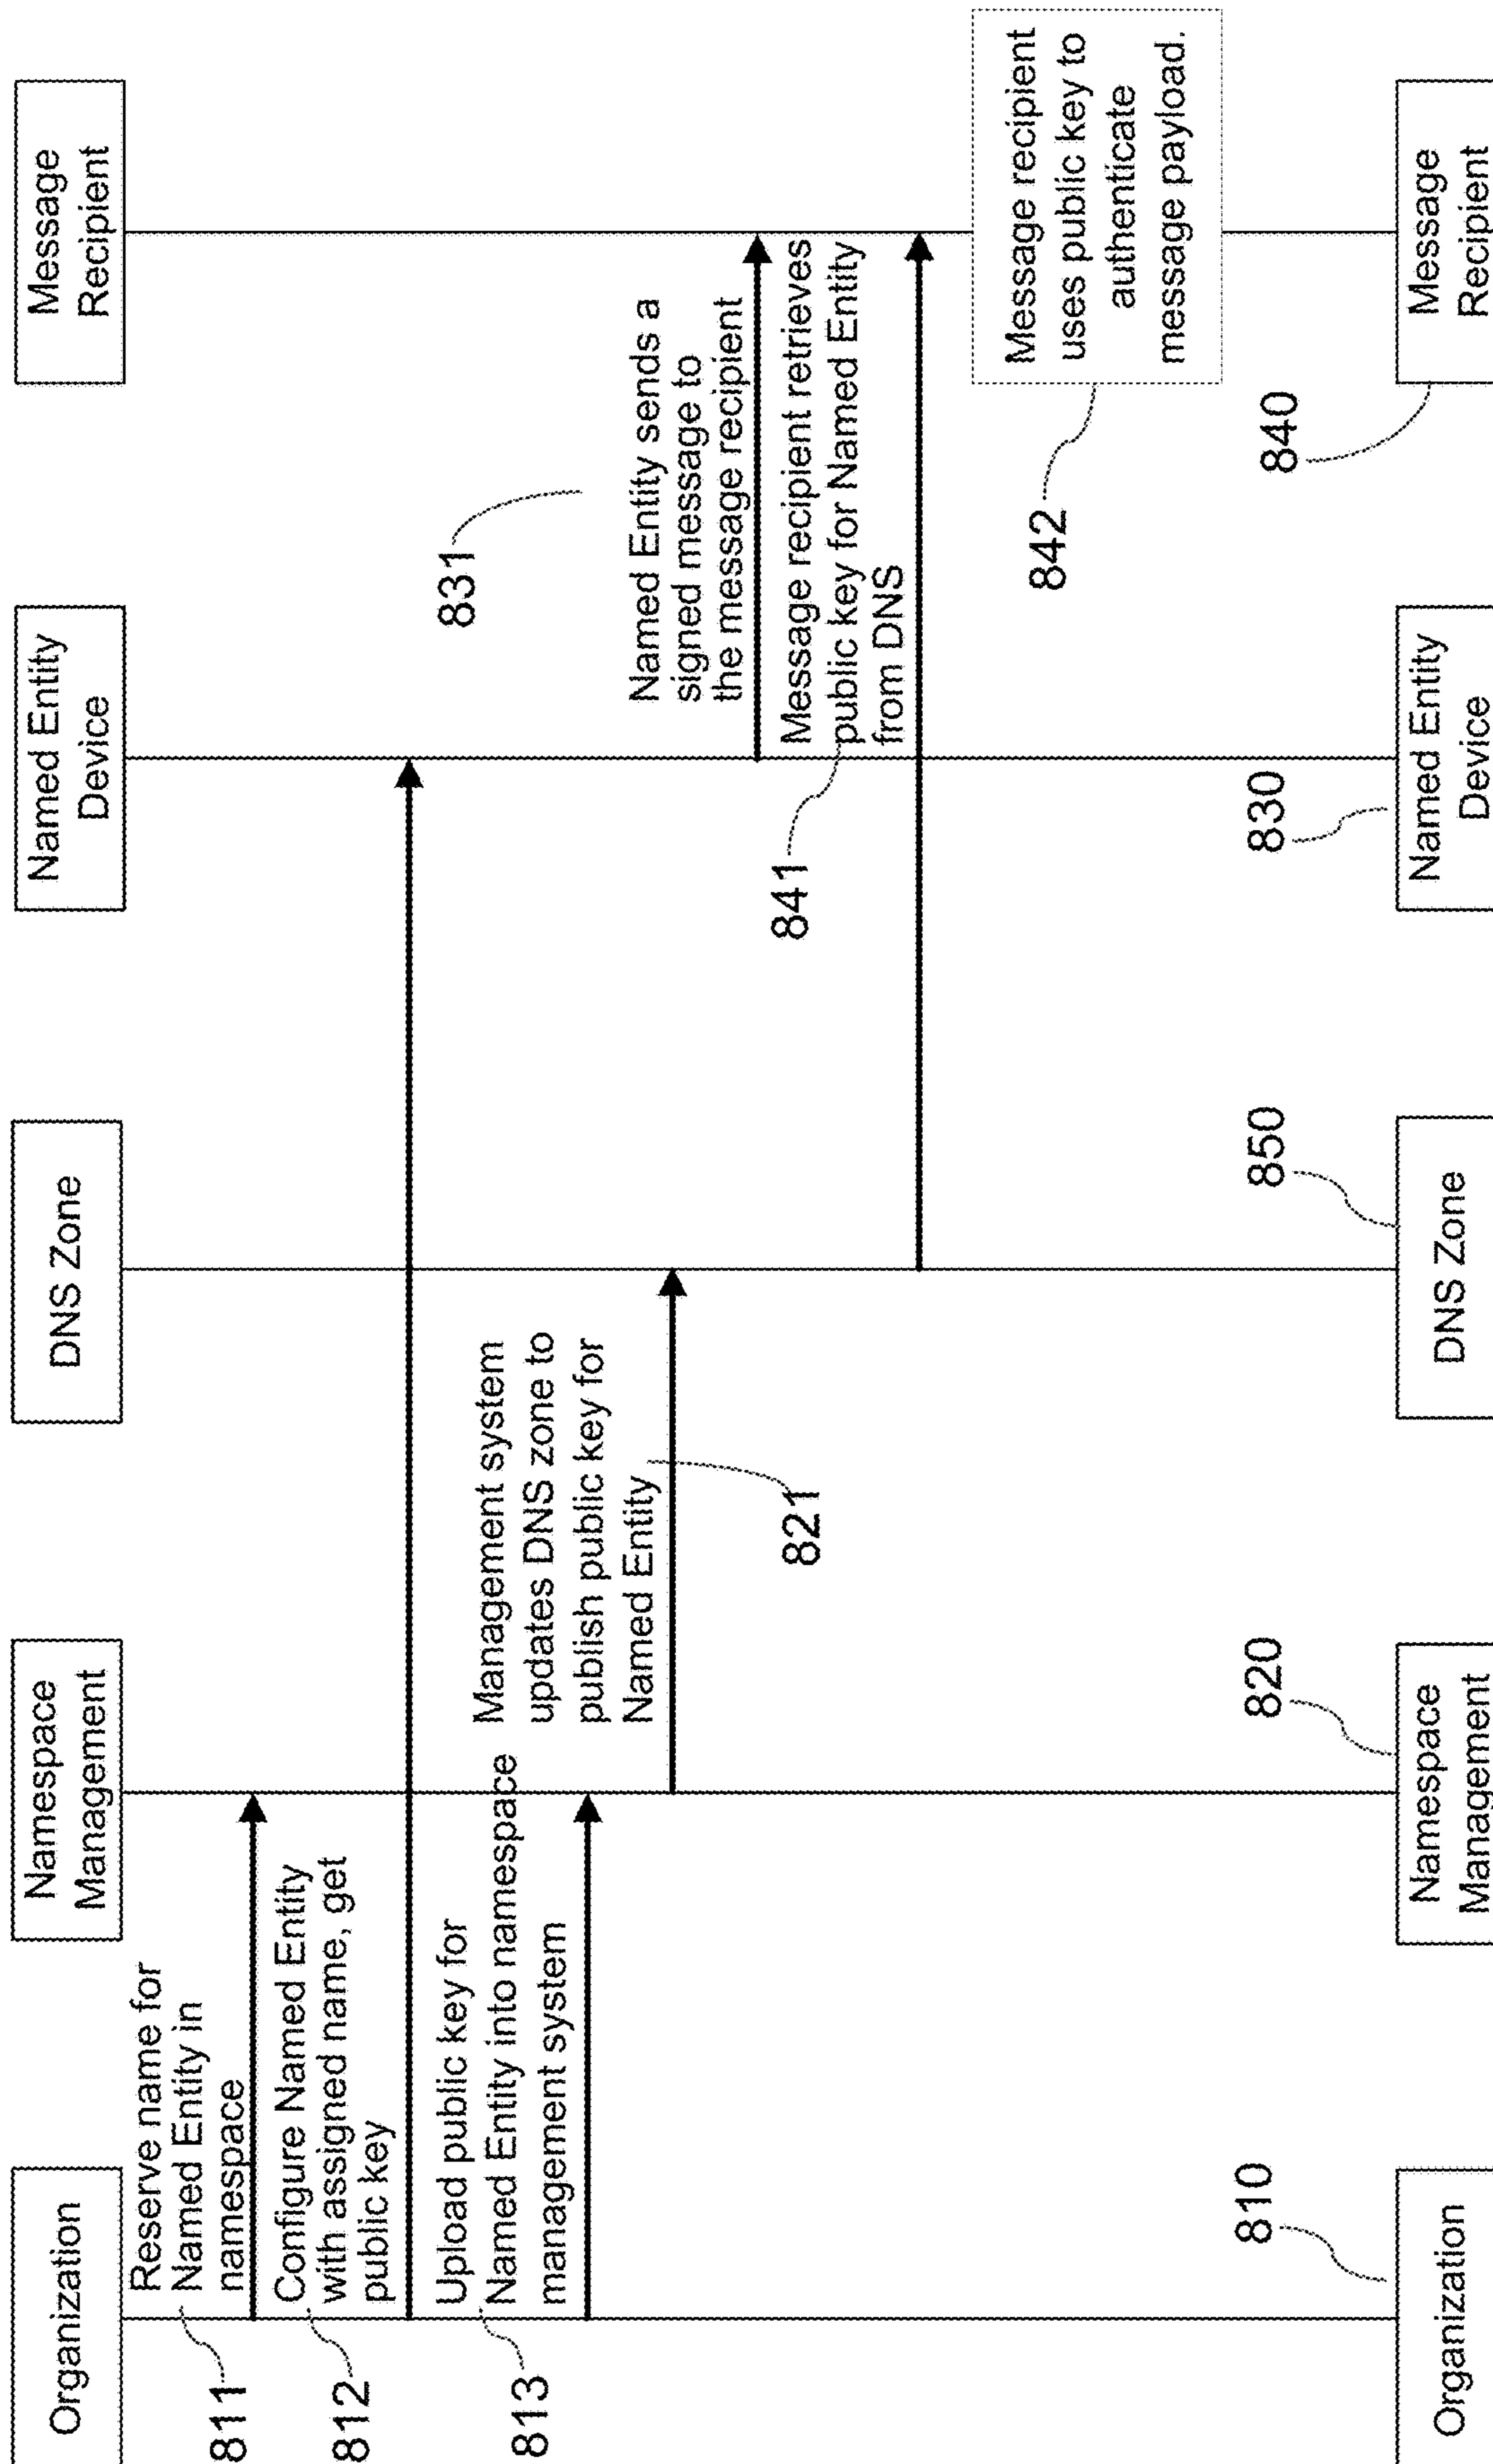 Organization
Namespace
Management
DNS Zone
Named Entity
Device
Message
Recipient
811
Reserve name for
Named Entity in
namespace
812
Configure Named Entity
with assigned name, get
public key
813
Upload public key for
Named Entity into namespace
management system
Management system
updates DNS zone to
publish public key for
Named Entity
821
831
Named Entity sends a
signed message to
the message recipient
841
Message recipient retrieves
public key for Named Entity
from DNS
842
Message recipient
uses public key to
authenticate
message payload.
810
820
850
830
840
Organization
Namespace
Management
DNS Zone
Named Entity
Device
Message
Recipient